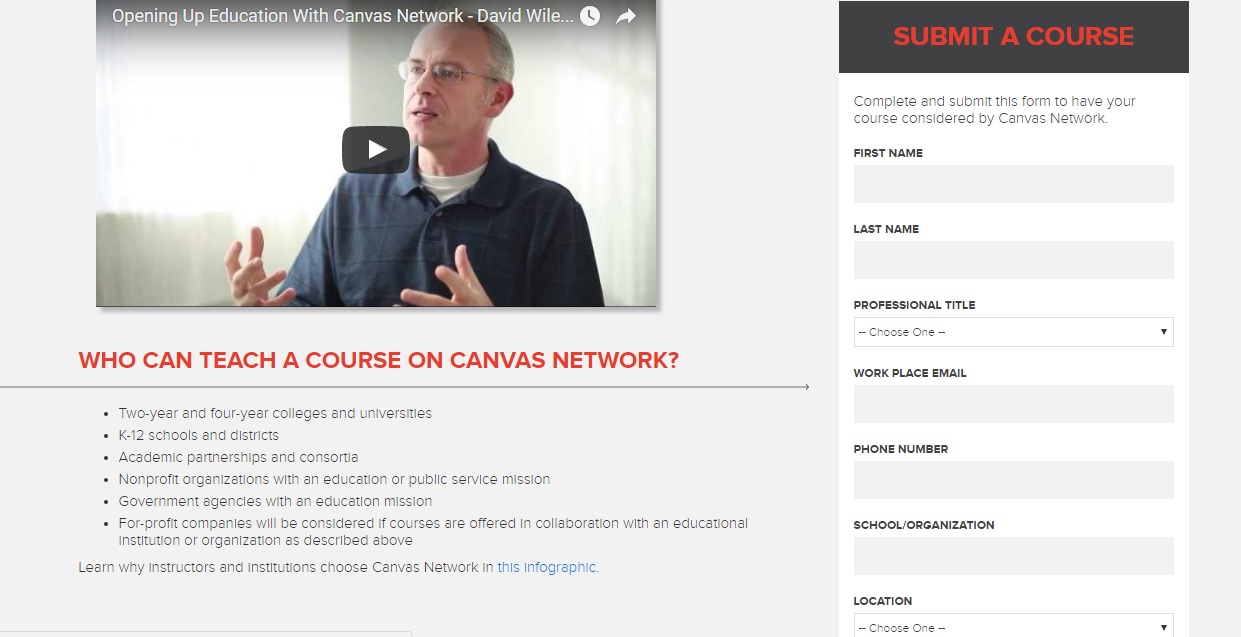 Opening Up Education With Canvas Network - David Wile...
WHO CAN TEACH A COURSE ON CANVAS NETWORK?
Two-year and four-year colleges and universities
K-12 schools and districts
Academic partnerships and consortia
Nonprofit organizations with an education or public service mission
Government agencies with an education mission
For-profit companies will be considered if courses are offered in collaboration with an educational
institution or organization as described above
Learn why instructors and institutions choose Canvas Network in this infographic.
SUBMIT A COURSE
Complete and submit this form to have your
course considered by Canvas Network.
FIRST NAME
LAST NAME
PROFESSIONAL TITLE
-- Choose One --
WORK PLACE EMAIL
PHONE NUMBER
SCHOOL/ORGANIZATION
LOCATION
-- Choose One --